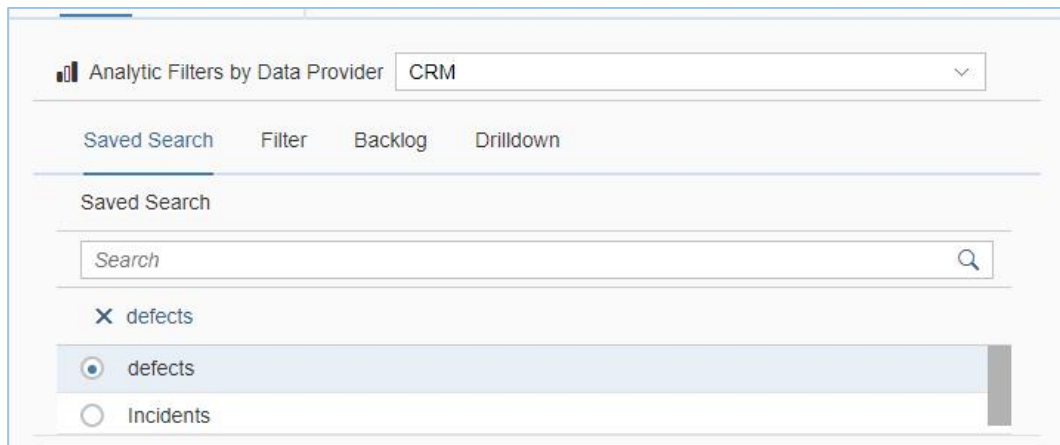 Analytic Filters by Data Provider CRM
Saved Search Filter Backlog Drilldown
Saved Search
Search
defects
defects
Incidents